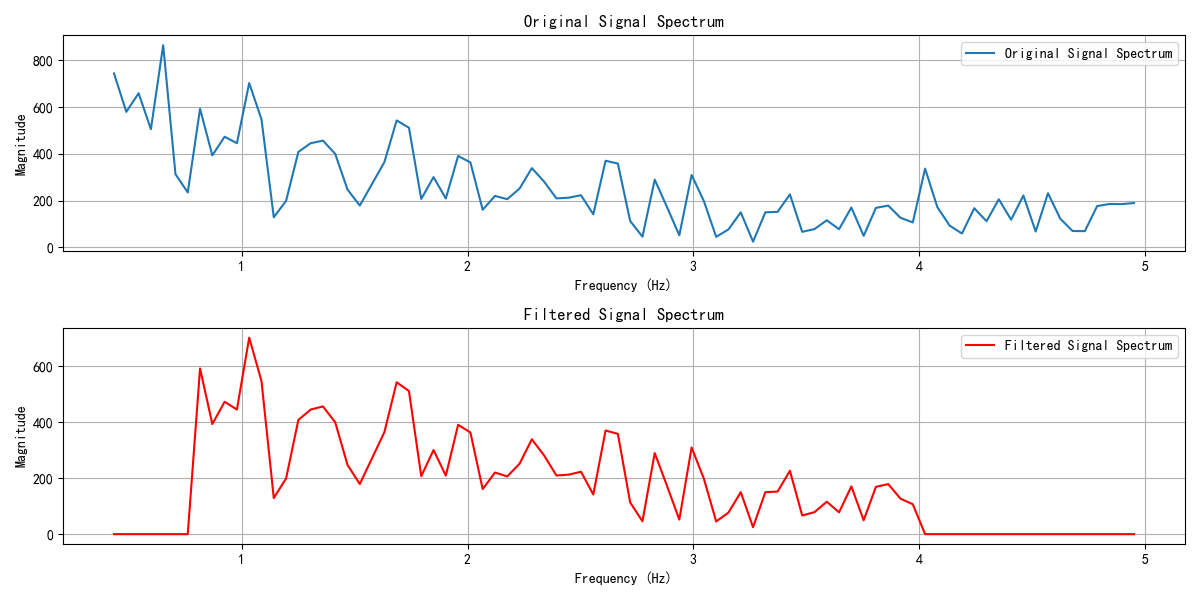 Original Signal Spectrum
Original Signal Spectrum
Magnitude
800
600
400
200
0
1 2 3 4 5
Frequency (Hz)
Filtered Signal Spectrum
Filtered Signal Spectrum
Magnitude
600
400
200
0
1 2 3 4 5
Frequency (Hz)